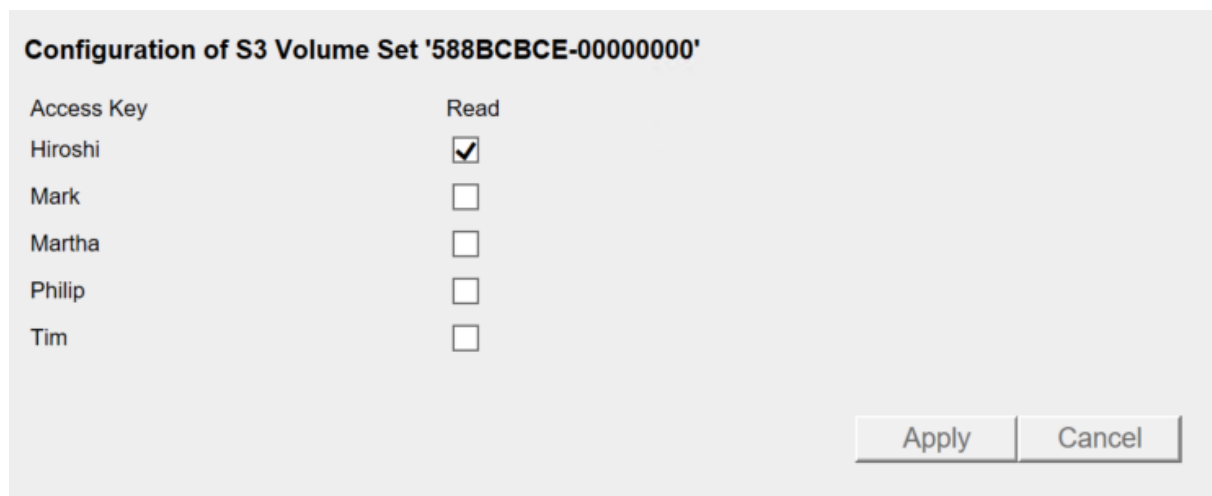 Configuration of S3 Volume Set '588BCBCE-00000000'
Access Key Read
Hiroshi
Mark
Martha
Philip
Tim
Apply Cancel